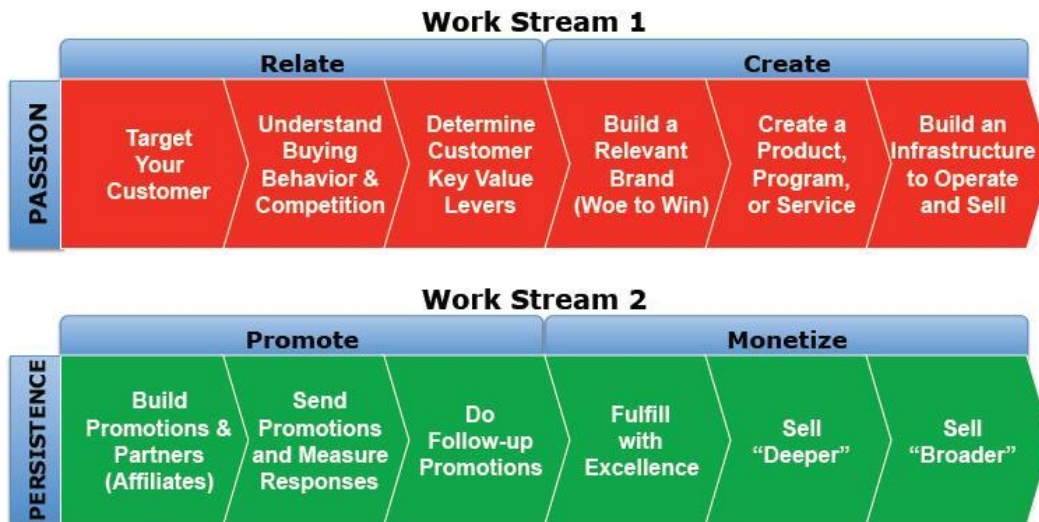 Work Stream 1
Relate
Create
PASSION
Target
Your
Customer
Understand
Buying
Behavior &
Competition
Determine
Customer
Key Value
Levers
Build a
Relevant
Brand
(Woe to Win)
Create a
Product,
Program,
or Service
Build an
Infrastructure
to Operate
and Sell
Work Stream 2
Promote
Monetize
PERSISTENCE
Build
Promotions &
Partners
(Affiliates)
Send
Promotions
and Measure
Responses
Do
Follow-up
Promotions
Fulfill
with
Excellence
Sell
“Deeper”
Sell
“Broader”